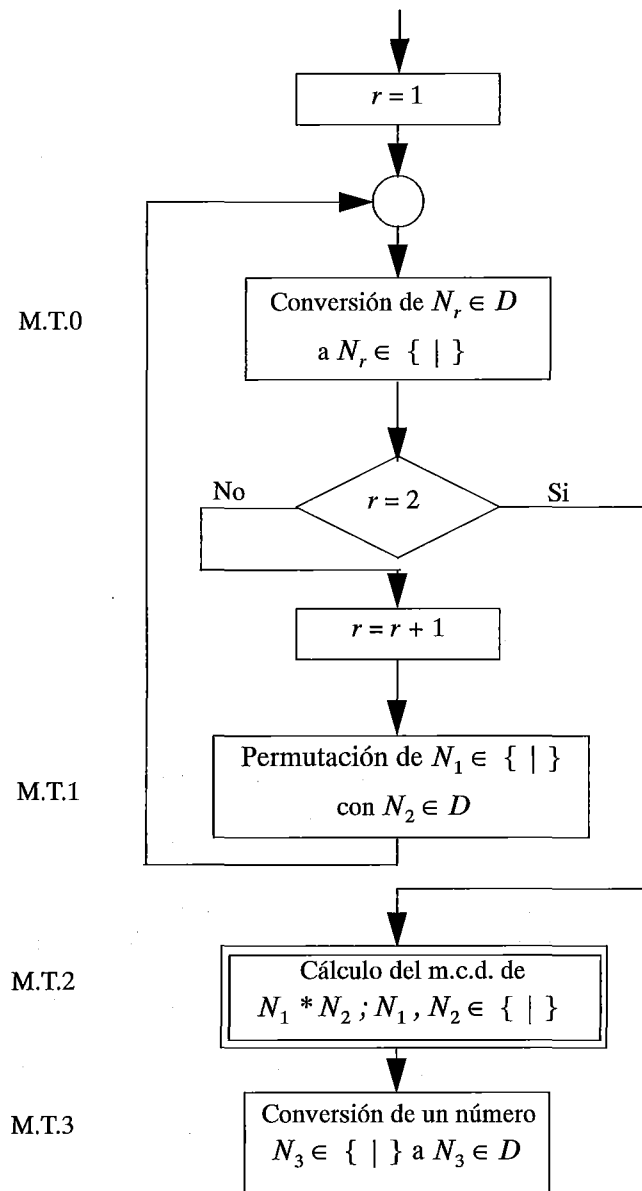 r = 1
M.T.0
Conversión de N_r ∈ D
a N_r ∈ { | }
No
r = 2
Si
r = r + 1
M.T.1
Permutación de N_1 ∈ { | }
con N_2 ∈ D
M.T.2
Cálculo del m.c.d. de
N_1 * N_2 ; N_1 , N_2 ∈ { | }
M.T.3
Conversión de un número
N_3 ∈ { | } a N_3 ∈ D